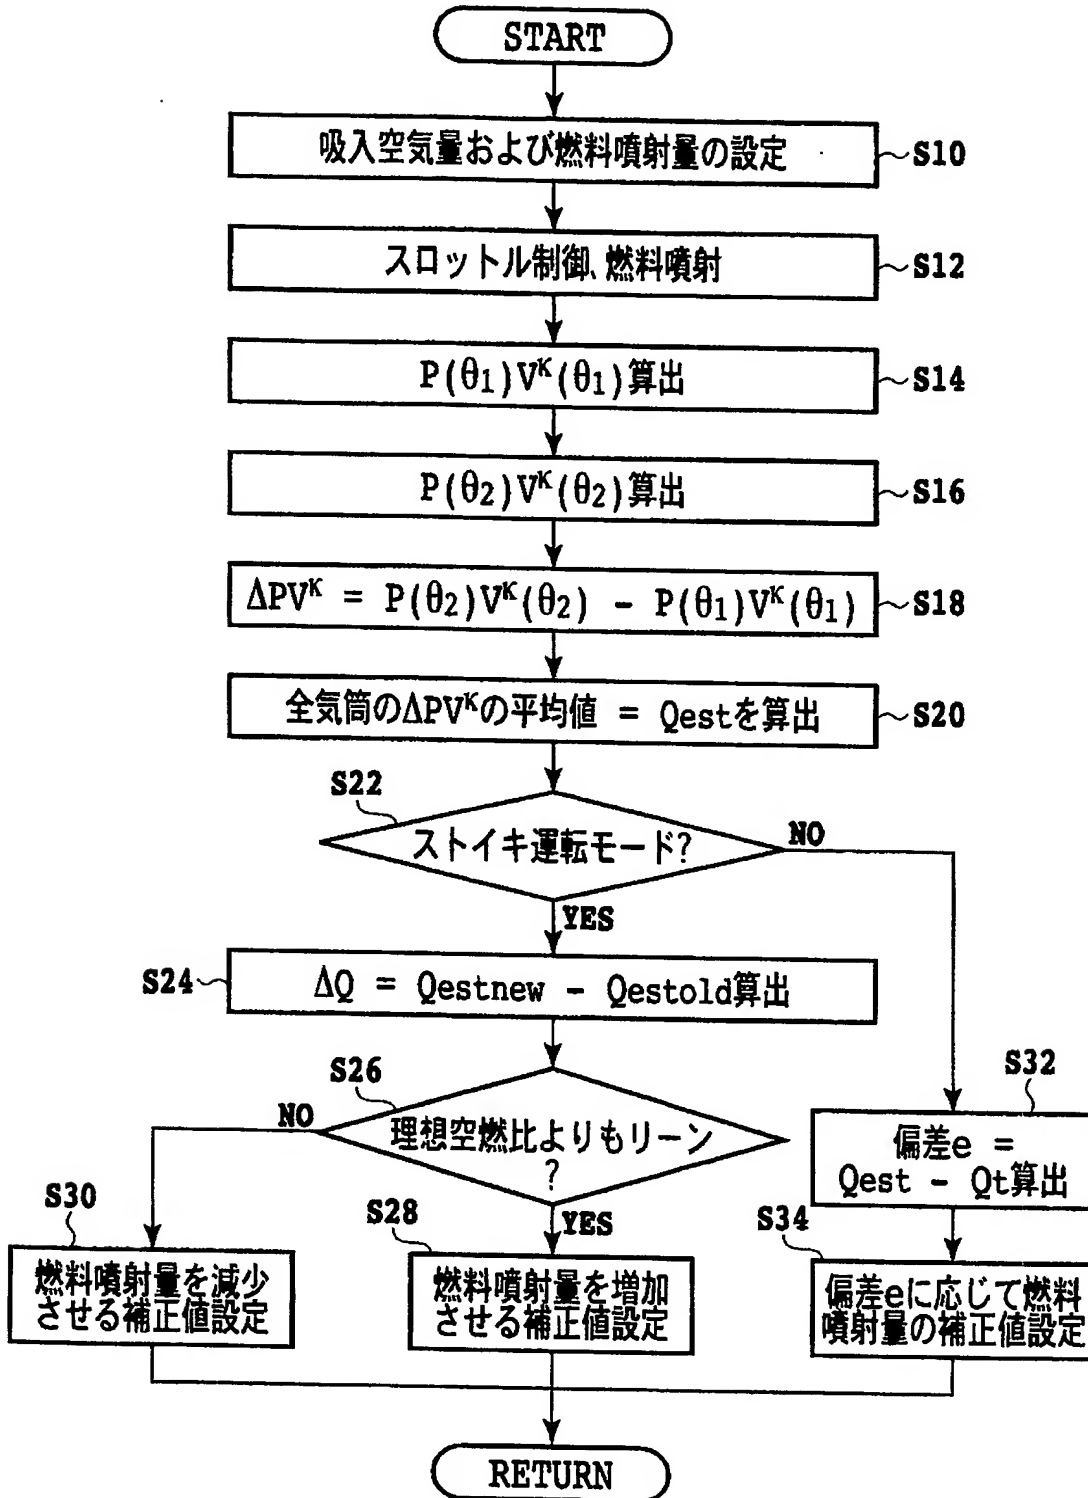 START
吸入空気量および燃料噴射量の設定
S10
スロットル制御、燃料噴射
S12
P(θ1)V^κ(θ1)算出
S14
P(θ2)V^κ(θ2)算出
S16
ΔPV^κ = P(θ2)V^κ(θ2) - P(θ1)V^κ(θ1)
S18
全気筒のΔPV^κの平均値 = Qestを算出
S20
S22
ストイキ運転モード?
NO
YES
S24
ΔQ = Qestnew - Qestold算出
S26
理想空燃比よりもリーン
?
NO
YES
S32
偏差e =
Qest - Qt算出
S30
燃料噴射量を減少
させる補正値設定
S28
燃料噴射量を増加
させる補正値設定
S34
偏差eに応じて燃料
噴射量の補正値設定
RETURN